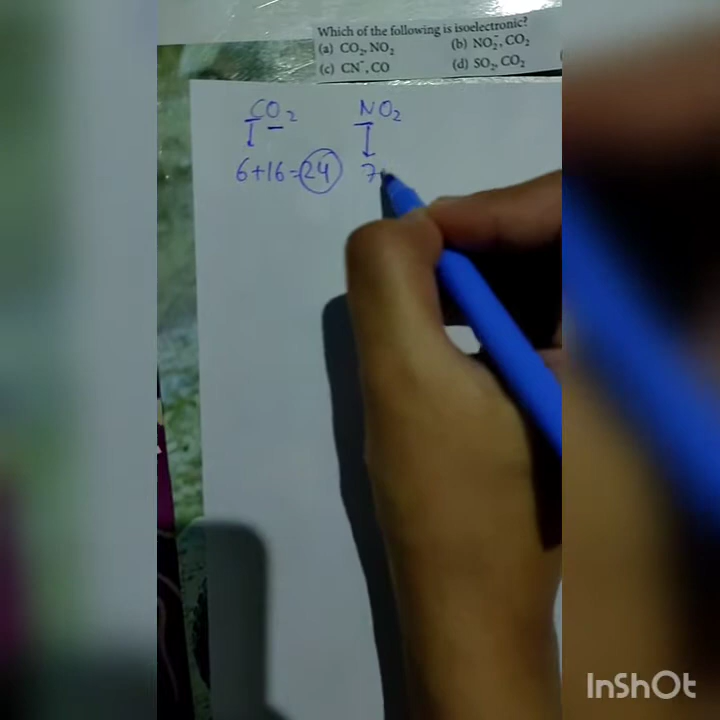 Which of the following is isoelectronic?
(a) CO₂, NO₂ (b) NO₂⁻, CO₂
(c) CN⁻, CO (d) SO₂, CO₂
CO₂ NO₂
6+16=24 7
InShOt